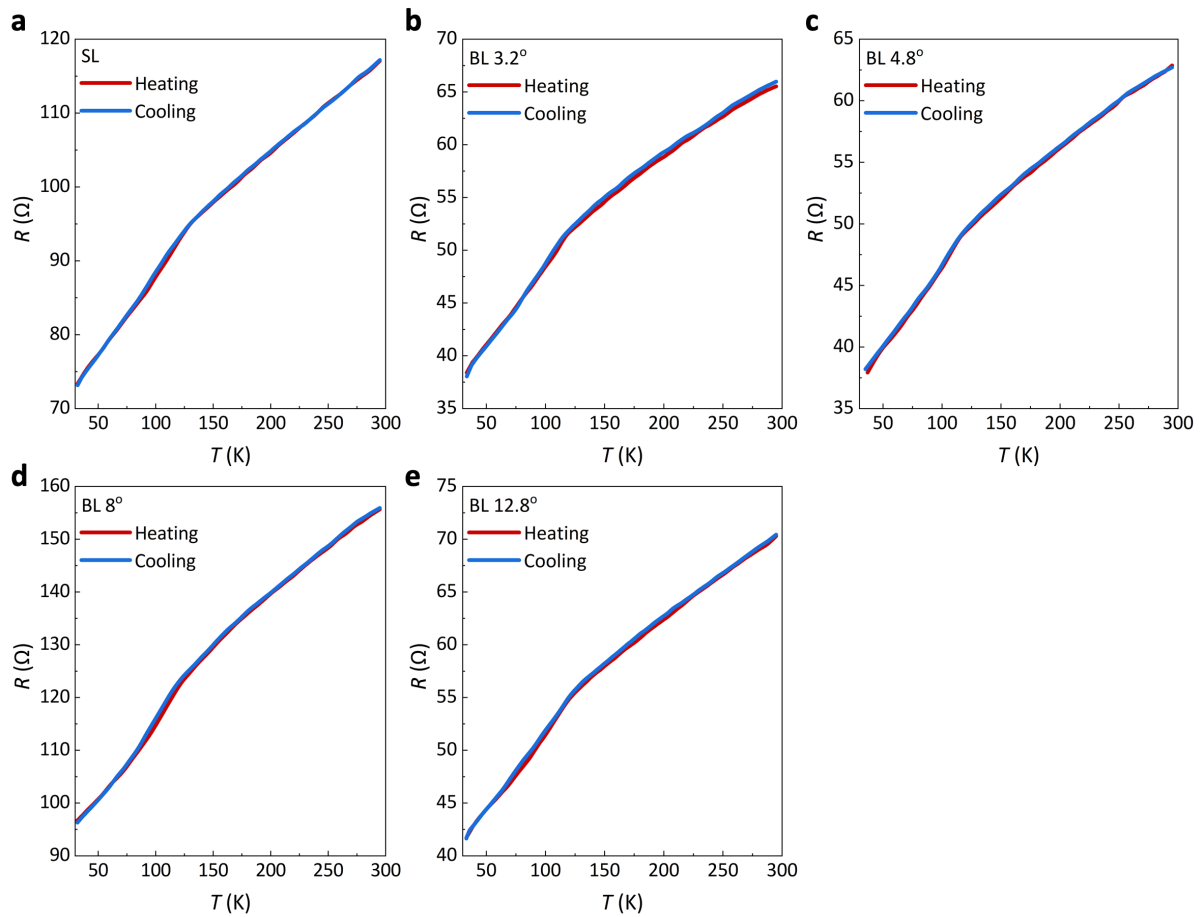 a
SL
Heating
Cooling
120
110
100
90
80
70
R (Ω)
50
100
150
200
250
300
T (K)
b
BL 3.2°
Heating
Cooling
70
65
60
55
50
45
40
35
R (Ω)
50
100
150
200
250
300
T (K)
c
BL 4.8°
Heating
Cooling
65
60
55
50
45
40
35
R (Ω)
50
100
150
200
250
300
T (K)
d
BL 8°
Heating
Cooling
160
150
140
130
120
110
100
90
R (Ω)
50
100
150
200
250
300
T (K)
e
BL 12.8°
Heating
Cooling
75
70
65
60
55
50
45
40
R (Ω)
50
100
150
200
250
300
T (K)